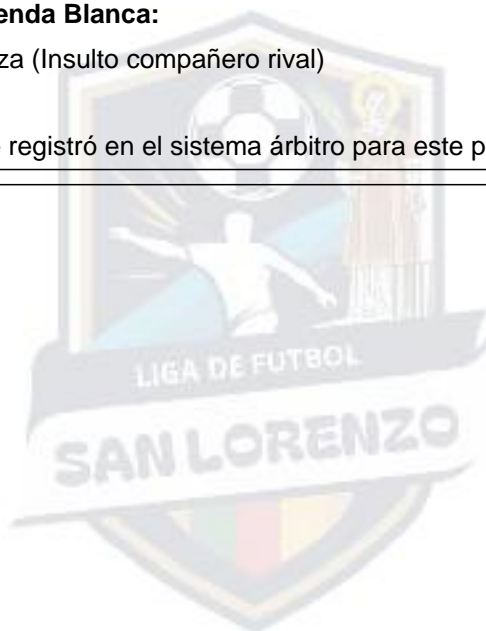 enda Blanca:
za (Insulto compañero rival)
registró en el sistema árbitro para este p
LIGA DE FUTBOL
SAN LORENZO